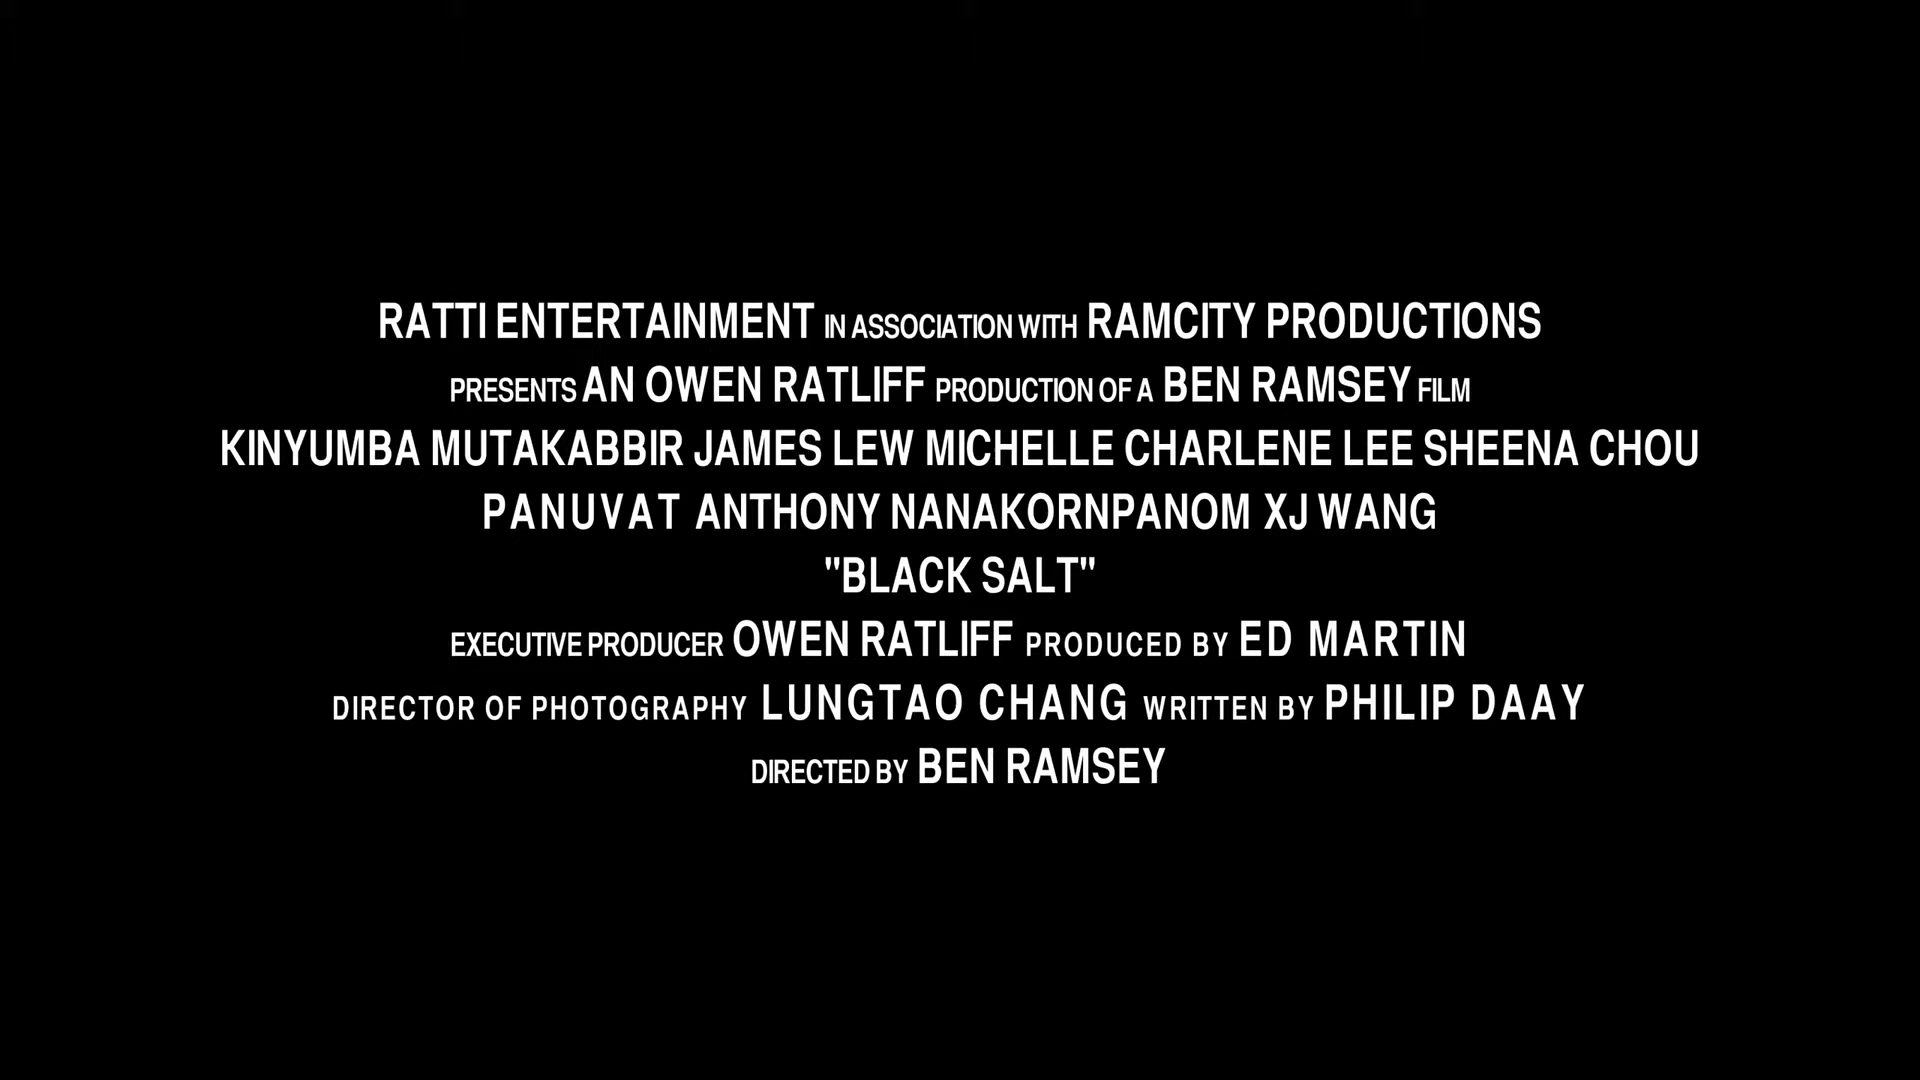 RATTI ENTERTAINMENT IN ASSOCIATION WITH RAMCITY PRODUCTIONS
PRESENTS AN OWEN RATLIFF PRODUCTION OF A BEN RAMSEY FILM
KINYUMBA MUTAKABBIR JAMES LEW MICHELLE CHARLENE LEE SHEENA CHOU
PANUVAT ANTHONY NANAKORNPANOM XJ WANG
"BLACK SALT"
EXECUTIVE PRODUCER OWEN RATLIFF PRODUCED BY ED MARTIN
DIRECTOR OF PHOTOGRAPHY LUNGTAO CHANG WRITTEN BY PHILIP DAAY
DIRECTED BY BEN RAMSEY